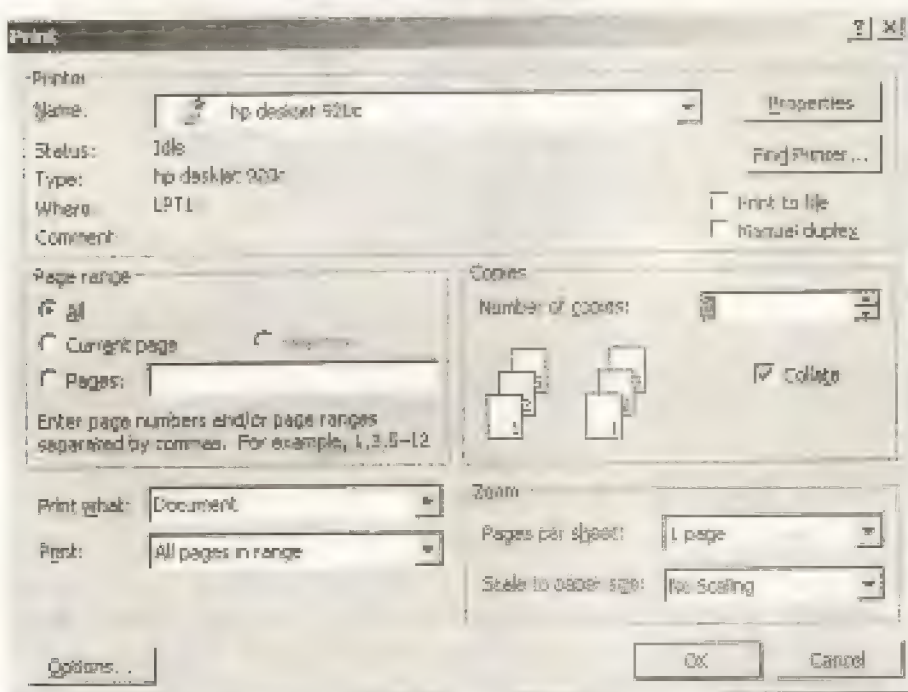 Print
Printer
Name: hp deskjet 920c
Properties
Status: Idle
Find Printer...
Type: hp deskjet 920c
Where: LPT1
Print to file
Comment:
Manual duplex
Page range
All
Current page
Pages:
Enter page numbers and/or page ranges
separated by commas. For example, 1,3,5-12
Copies
Number of copies:
Collate
Print what: Document
Print: All pages in range
Zoom
Pages per sheet: 1 page
Scale to paper size: No Scaling
Options...
OK
Cancel